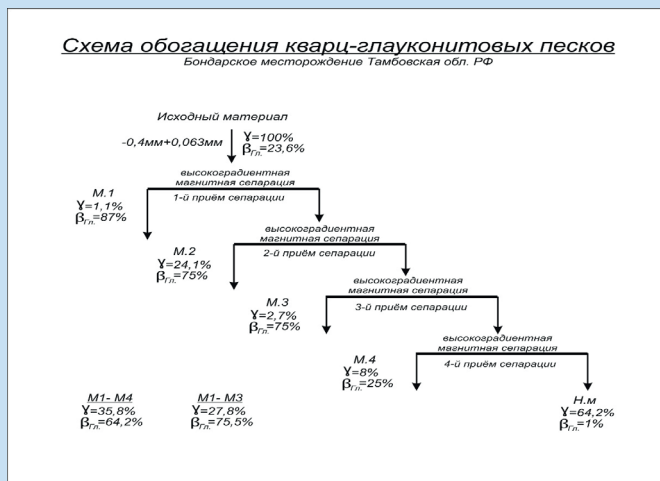 Схема обогащения кварц-глауконитовых песков
Бондарское месторождение Тамбовская обл. РФ
Исходный материал
-0,4мм+0,063мм
Ɣ=100%
βГл.=23,6%
высокоградиентная
магнитная сепарация
1-й приём сепарации
М.1
Ɣ=1,1%
βГл.=87%
высокоградиентная
магнитная сепарация
2-й приём сепарации
М.2
Ɣ=24,1%
βГл.=75%
высокоградиентная
магнитная сепарация
3-й приём сепарации
М.3
Ɣ=2,7%
βГл.=75%
высокоградиентная
магнитная сепарация
4-й приём сепарации
М.4
Ɣ=8%
βГл.=25%
М1- М4
Ɣ=35,8%
βГл.=64,2%
М1- М3
Ɣ=27,8%
βГл.=75,5%
Н.м
Ɣ=64,2%
βГл.=1%